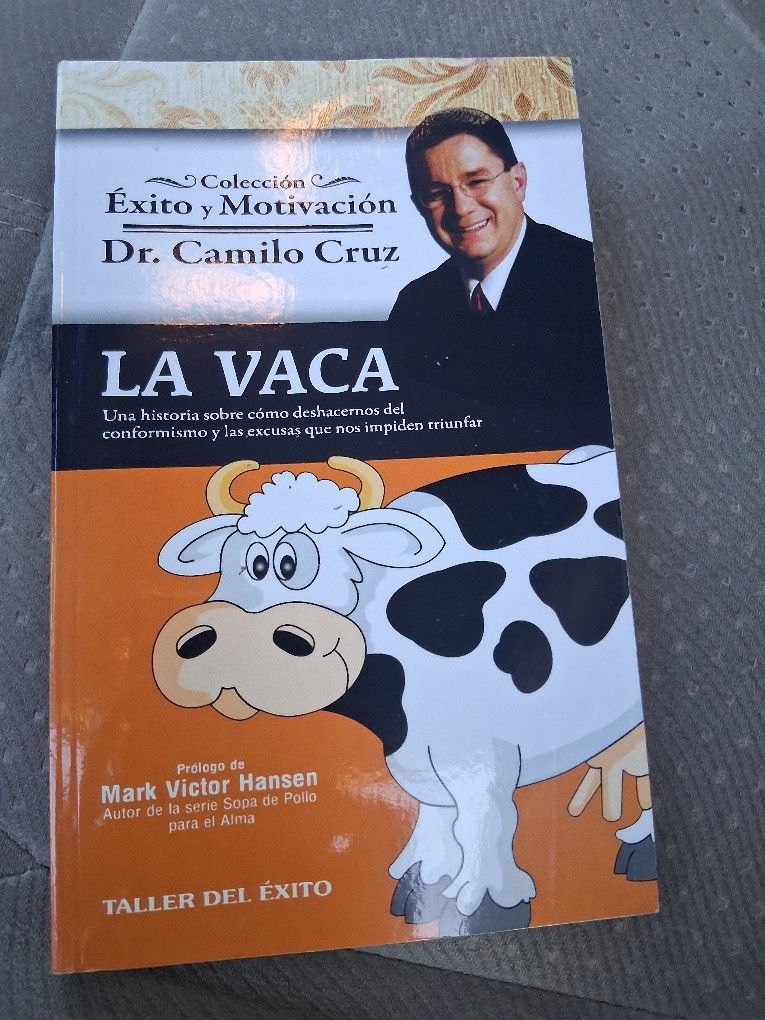 Colección
Éxito y Motivación
Dr. Camilo Cruz
LA VACA
Una historia sobre cómo deshacernos del
conformismo y las excusas que nos impiden triunfar
Prólogo de
Mark Victor Hansen
Autor de la serie Sopa de Pollo
para el Alma
TALLER DEL ÉXITO